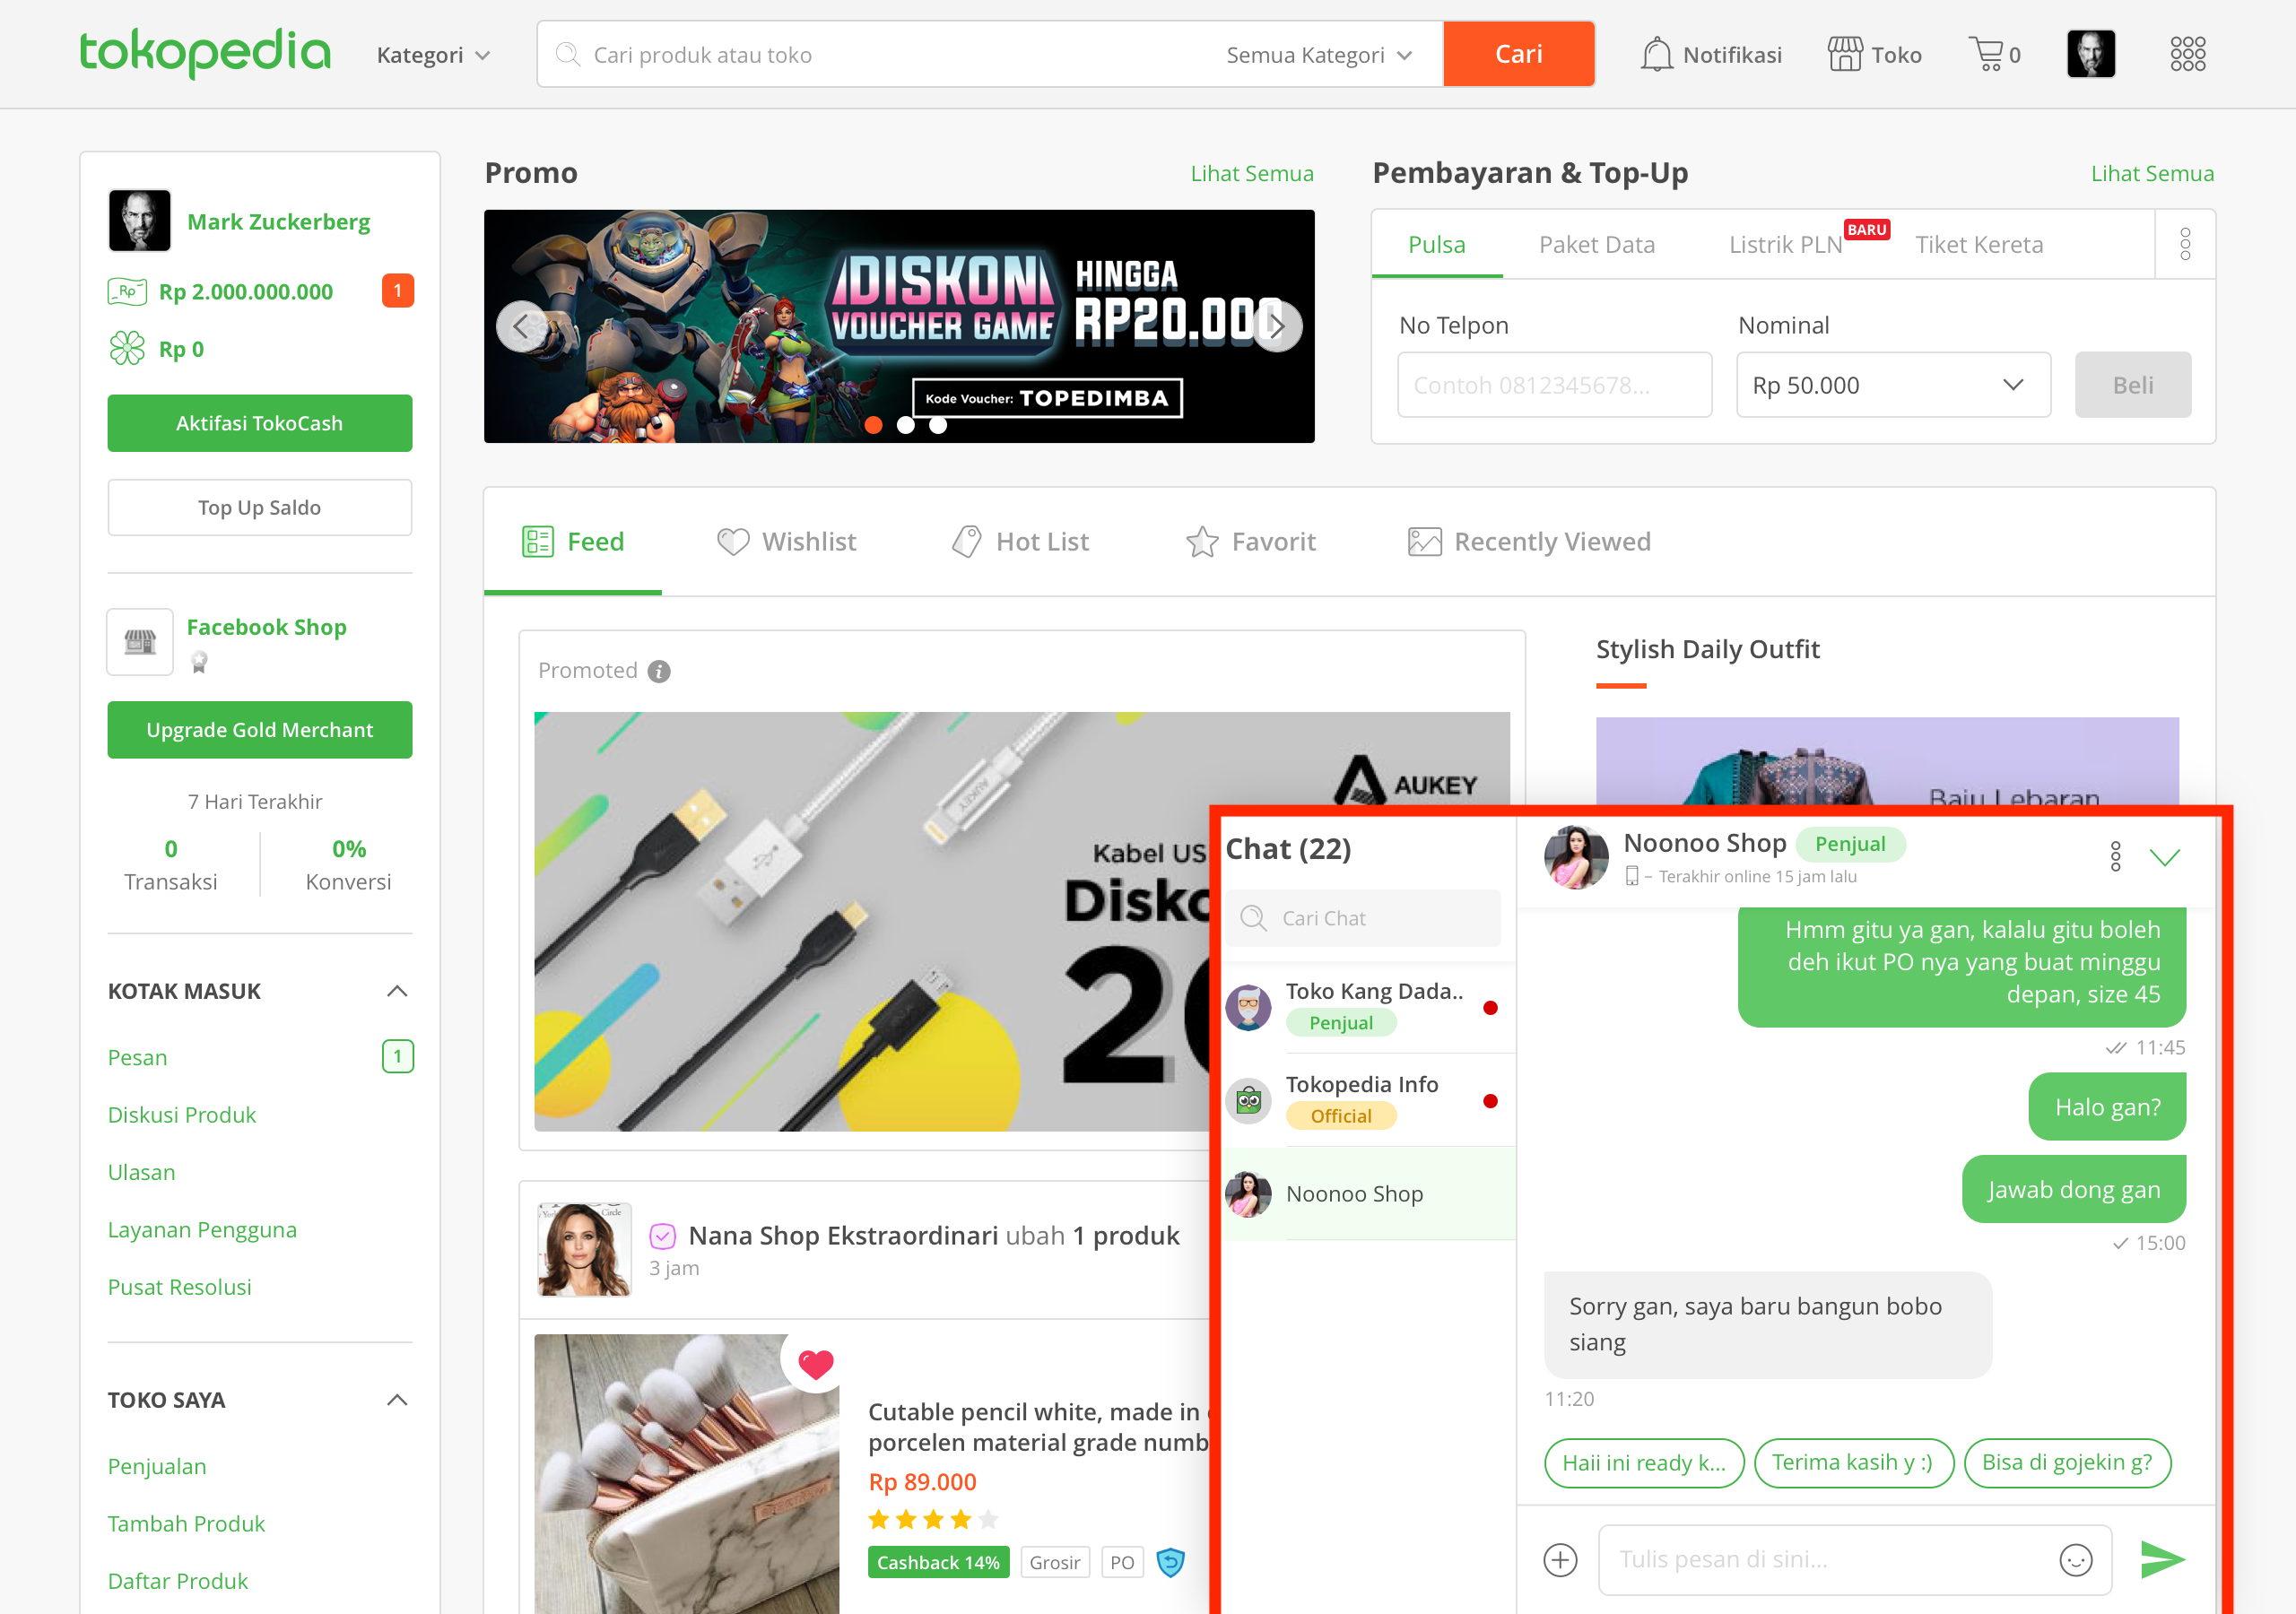 tokopedia
Kategori
Cari produk atau toko
Semua Kategori
Cari
Notifikasi
Toko
0
Mark Zuckerberg
Rp
Rp 2.000.000.000
1
Rp 0
Aktifasi TokoCash
Top Up Saldo
Facebook Shop
Upgrade Gold Merchant
7 Hari Terakhir
0
0%
Transaksi
Konversi
KOTAK MASUK
Pesan
1
Diskusi Produk
Ulasan
Layanan Pengguna
Pusat Resolusi
TOKO SAYA
Penjualan
Tambah Produk
Daftar Produk
Promo
Lihat Semua
DISKON
VOUCHER GAME
HINGGA
RP20.000
Kode Voucher: TOPEDIMBA
Pembayaran & Top-Up
Lihat Semua
Pulsa
Paket Data
Listrik PLN
BARU
Tiket Kereta
No Telpon
Nominal
Contoh 0812345678...
Rp 50.000
Beli
Feed
Wishlist
Hot List
Favorit
Recently Viewed
Promoted
AUKEY
AUKEY
Kabel US
Disko
20
Stylish Daily Outfit
Baju Lebaran
Nana Shop Ekstraordinari ubah 1 produk
3 jam
Cutable pencil white, made in
porcelen material grade numb
Rp 89.000
Cashback 14%
Grosir
PO
Chat (22)
Cari Chat
Toko Kang Dada..
Penjual
Tokopedia Info
Official
Noonoo Shop
Noonoo Shop
Penjual
– Terakhir online 15 jam lalu
Hmm gitu ya gan, kalalu gitu boleh
deh ikut PO nya yang buat minggu
depan, size 45
11:45
Halo gan?
Jawab dong gan
15:00
Sorry gan, saya baru bangun bobo
siang
11:20
Haii ini ready k...
Terima kasih y :)
Bisa di gojekin g?
Tulis pesan di sini...